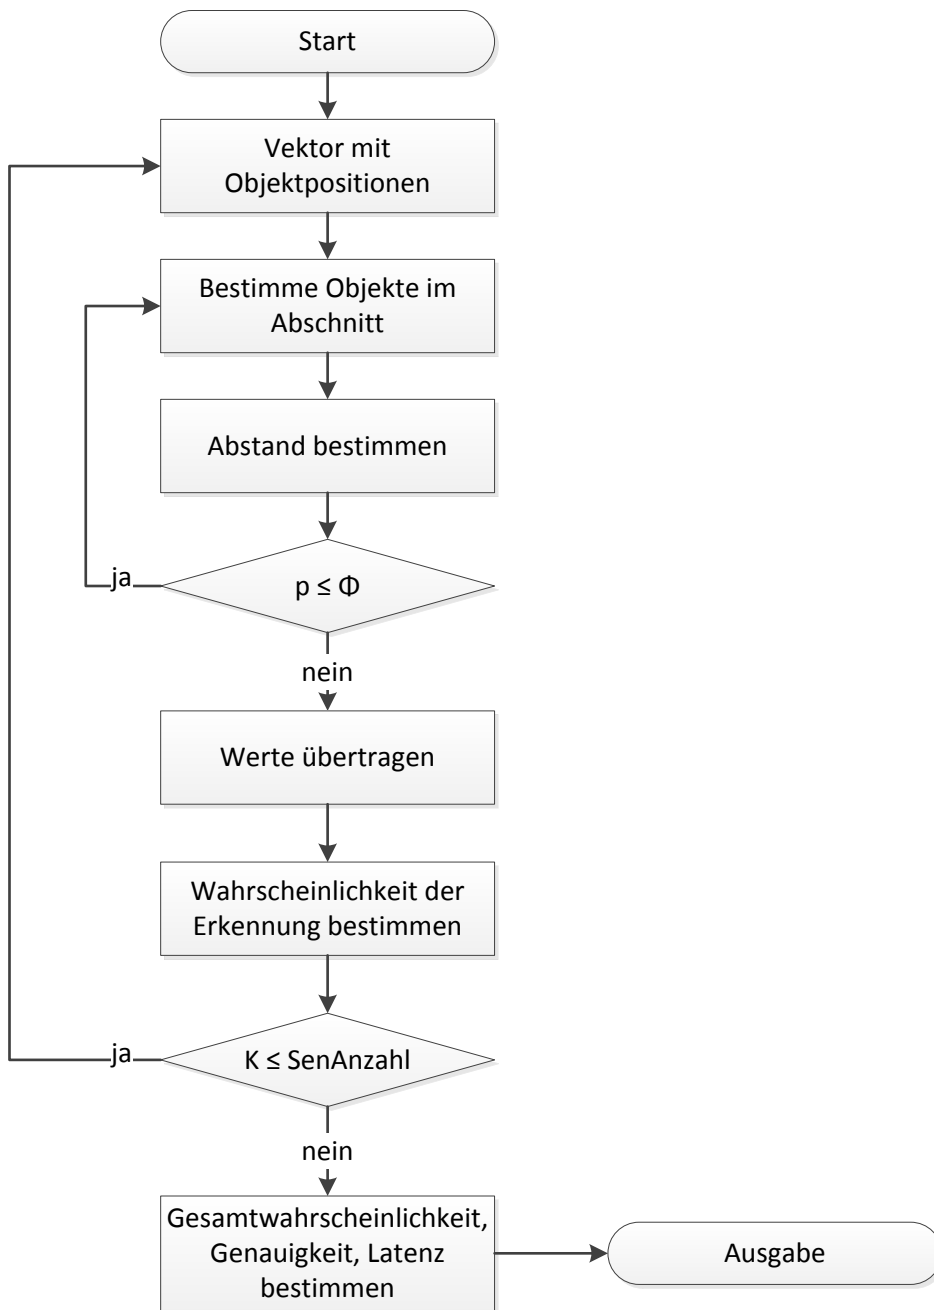 Start
Vektor mit
Objektpositionen
Bestimme Objekte im
Abschnitt
Abstand bestimmen
p ≤ Φ
ja
nein
Werte übertragen
Wahrscheinlichkeit der
Erkennung bestimmen
K ≤ SenAnzahl
ja
nein
Gesamtwahrscheinlichkeit,
Genauigkeit, Latenz
bestimmen
Ausgabe